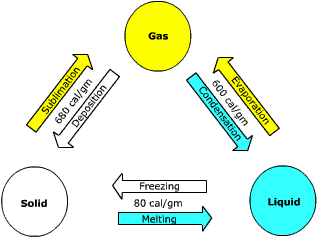 Gas
Sublimation
680 cal/gm
Deposition
Evaporation
600 cal/gm
Condensation
Solid
Freezing
80 cal/gm
Melting
Liquid